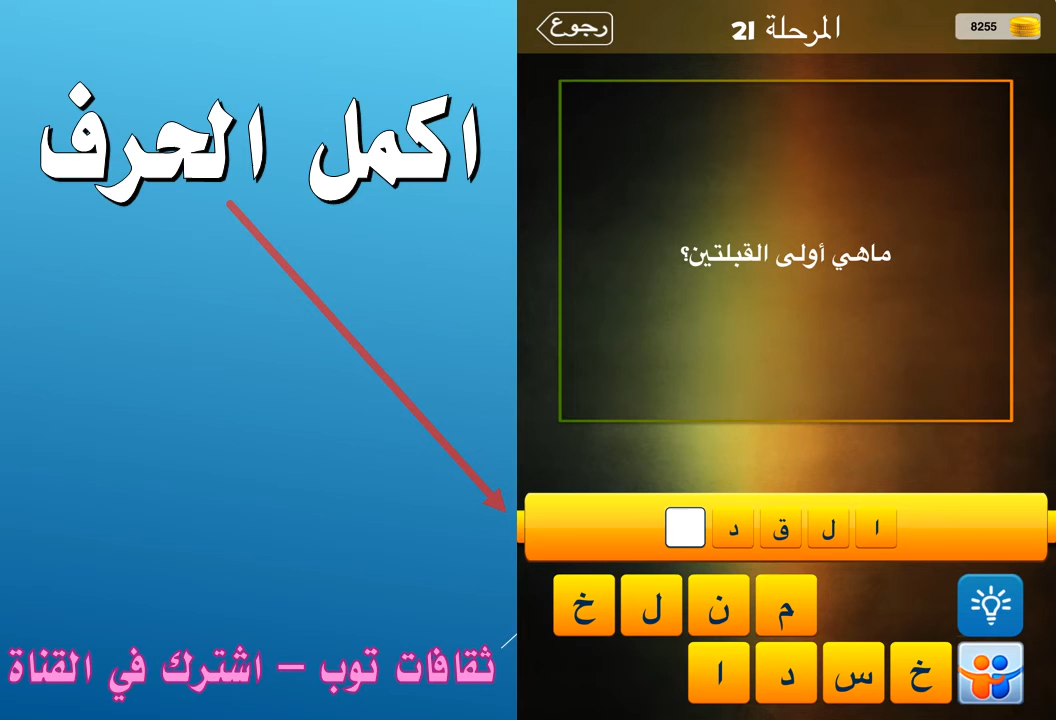 اكمل الحرف
ثقافات توب – اشترك في القناة
رجوع
المرحلة 21
8255
ماهي أولى القبلتين؟
ا ل ق د
م ن ل خ
خ س د ا